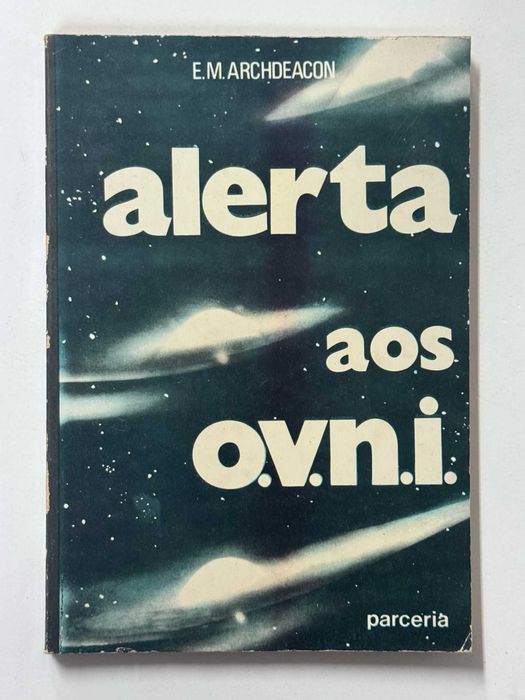 E.M. ARCHDEACON
alerta
aos
o.v.n.i.
parceria